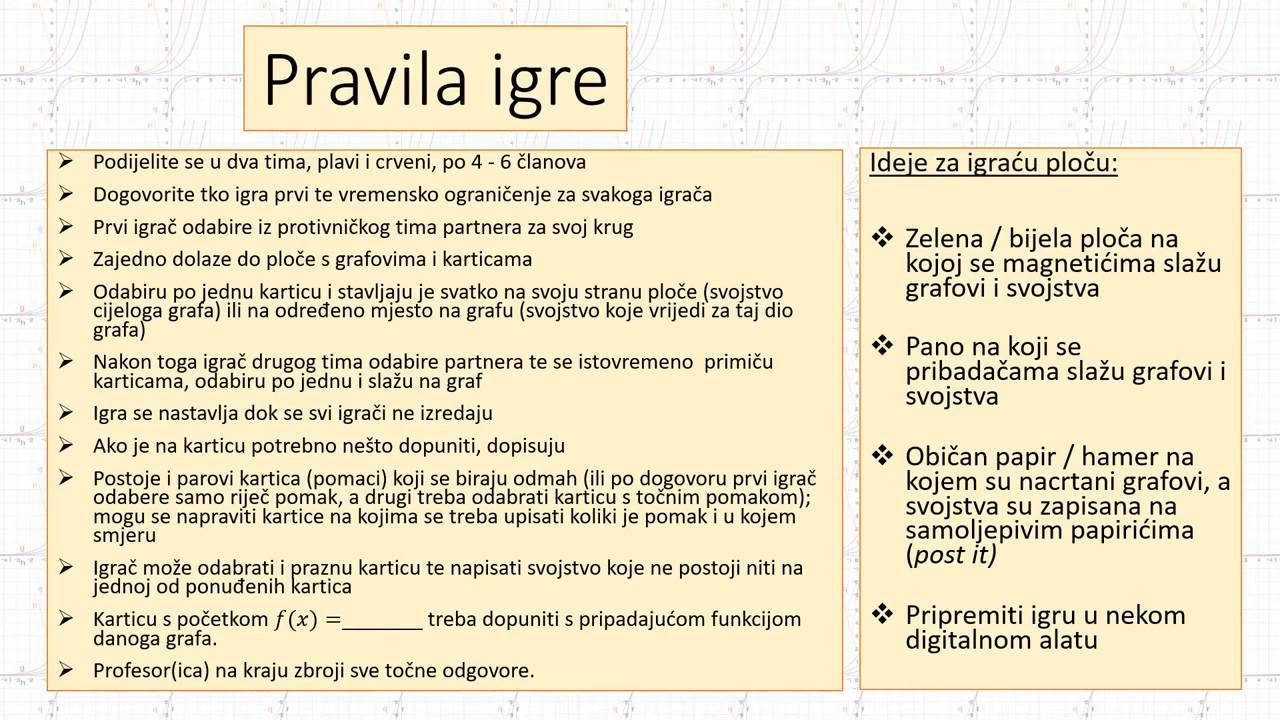 Pravila igre
Podijelite se u dva tima, plavi i crveni, po 4 - 6 članova
Dogovorite tko igra prvi te vremensko ograničenje za svakoga igrača
Prvi igrač odabire iz protivničkog tima partnera za svoj krug
Zajedno dolaze do ploče s grafovima i karticama
Odabiru po jednu karticu i stavljaju je svatko na svoju stranu ploče (svojstvo
cijeloga grafa) ili na određeno mjesto na grafu (svojstvo koje vrijedi za taj dio
grafa)
Nakon toga igrač drugog tima odabire partnera te se istovremeno  primiču
karticama, odabiru po jednu i slažu na graf
Igra se nastavlja dok se svi igrači ne izredaju
Ako je na karticu potrebno nešto dopuniti, dopisuju
Postoje i parovi kartica (pomaci) koji se biraju odmah (ili po dogovoru prvi igrač
odabere samo riječ pomak, a drugi treba odabrati karticu s točnim pomakom);
mogu se napraviti kartice na kojima se treba upisati koliki je pomak i u kojem
smjeru
Igrač može odabrati i praznu karticu te napisati svojstvo koje ne postoji niti na
jednoj od ponuđenih kartica
Karticu s početkom f(x) =_______ treba dopuniti s pripadajućom funkcijom
danoga grafa.
Profesor(ica) na kraju zbroji sve točne odgovore.
Ideje za igraću ploču:
Zelena / bijela ploča na
kojoj se magnetićima slažu
grafovi i svojstva
Pano na koji se
pribadačama slažu grafovi i
svojstva
Običan papir / hamer na
kojem su nacrtani grafovi, a
svojstva su zapisana na
samoljepivim papirićima
(post it)
Pripremiti igru u nekom
digitalnom alatu